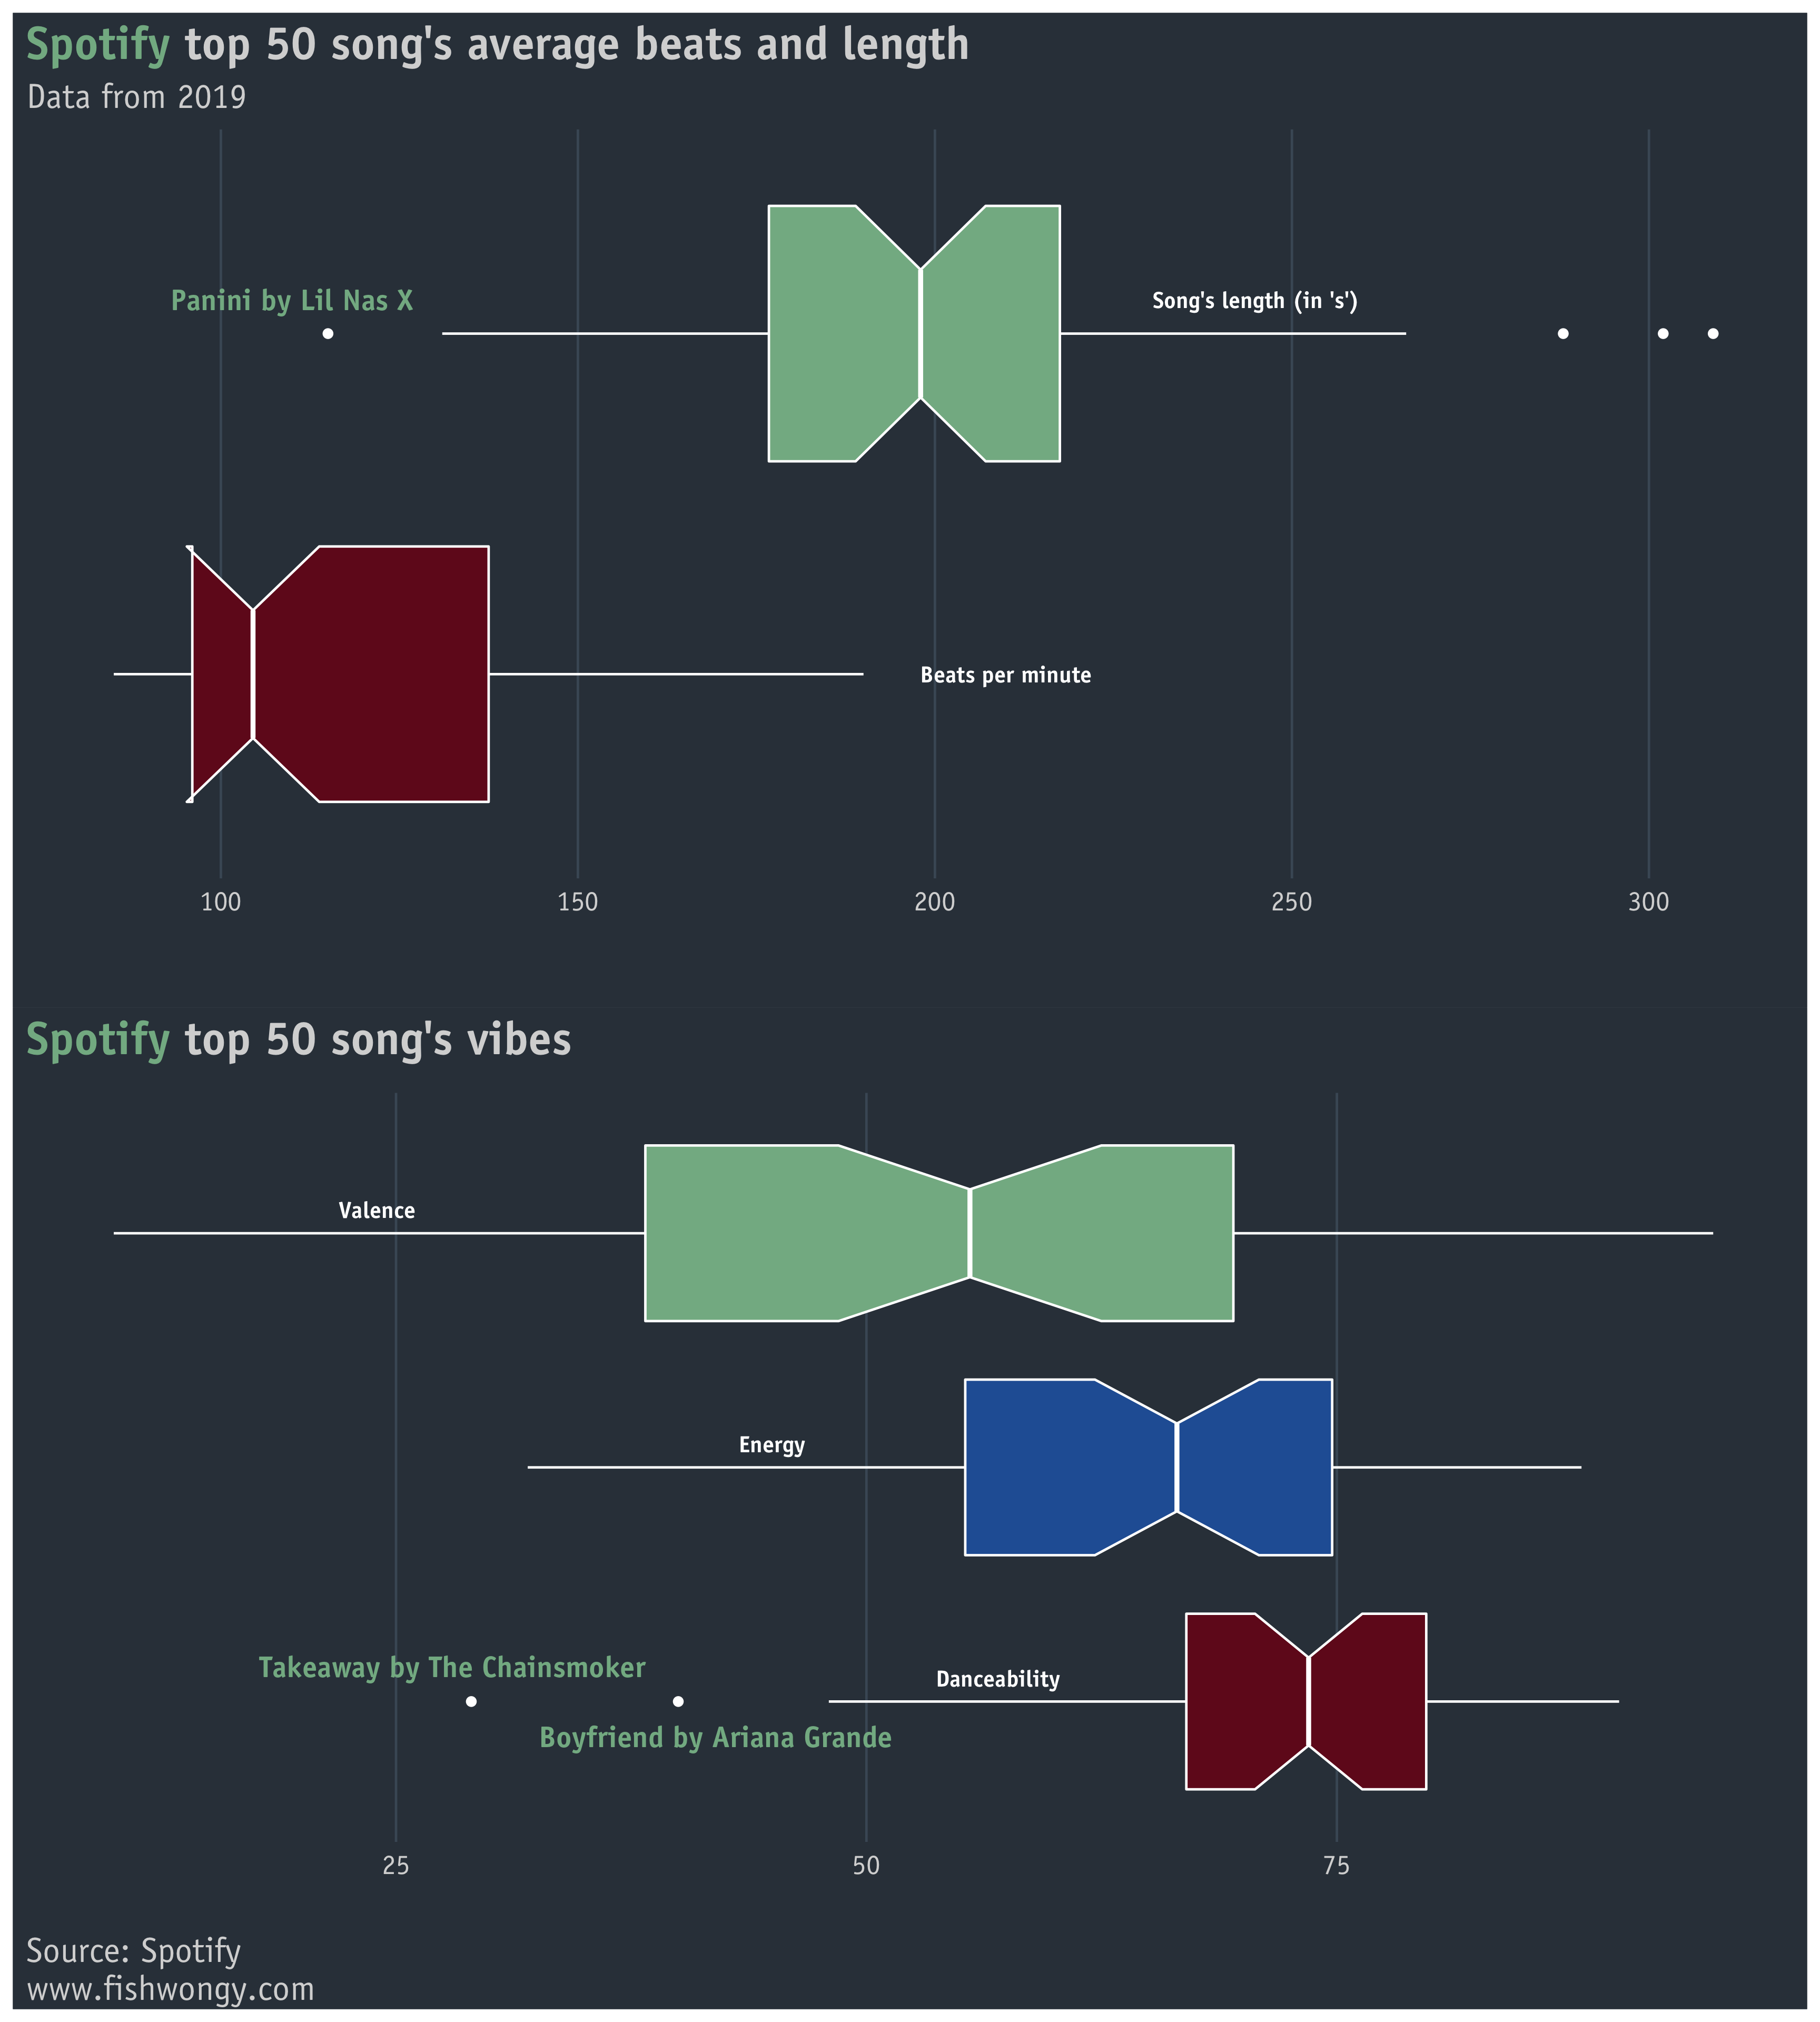 Spotify top 50 song's average beats and length
Data from 2019
Panini by Lil Nas X
Song's length (in 's')
Beats per minute
100 150 200 250 300
Spotify top 50 song's vibes
Valence
Energy
Takeaway by The Chainsmoker
Danceability
Boyfriend by Ariana Grande
25 50 75
Source: Spotify
www.fishwongy.com